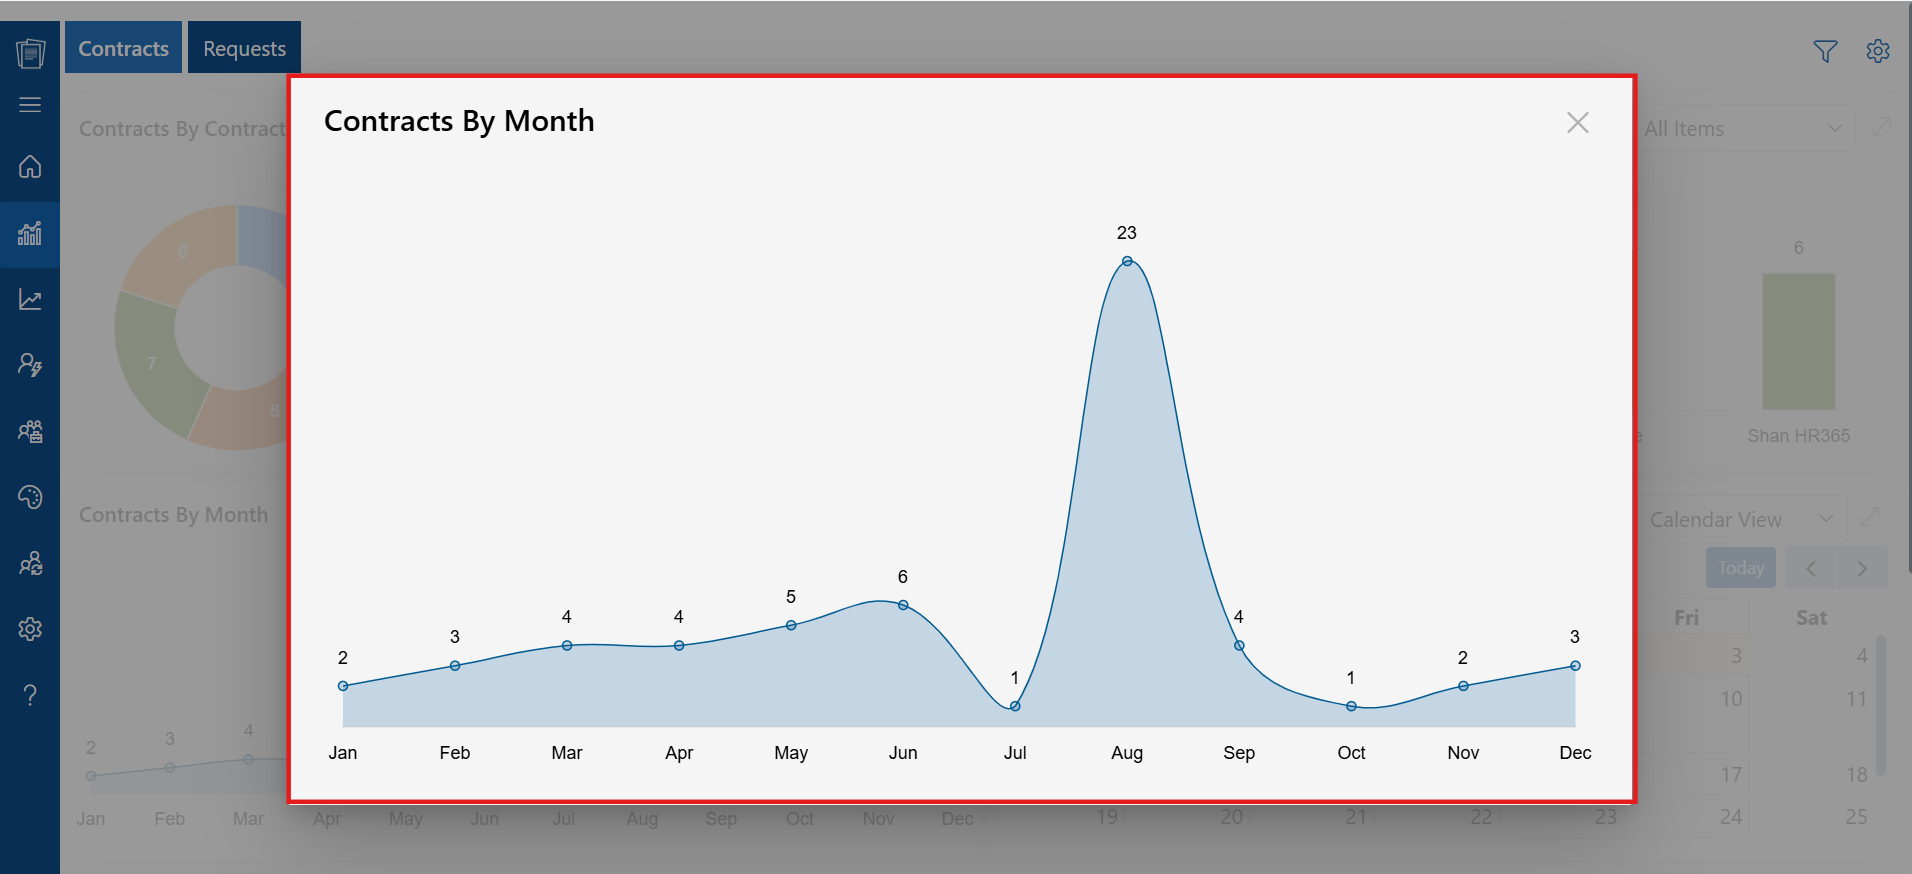 Contracts
Requests
Contracts By Contract
All Items
6
7
8
6
Shan HR365
Contracts By Month
23
6
5
4
4
4
3
3
2
2
1
1
Jan Feb Mar Apr May Jun Jul Aug Sep Oct Nov Dec
Contracts By Month
2
3
4
Jan Feb Mar Apr May Jun Jul Aug Sep Oct Nov Dec
Calendar View
Today
Fri Sat
3 4
10 11
17 18
19 20 21 22 23 24 25